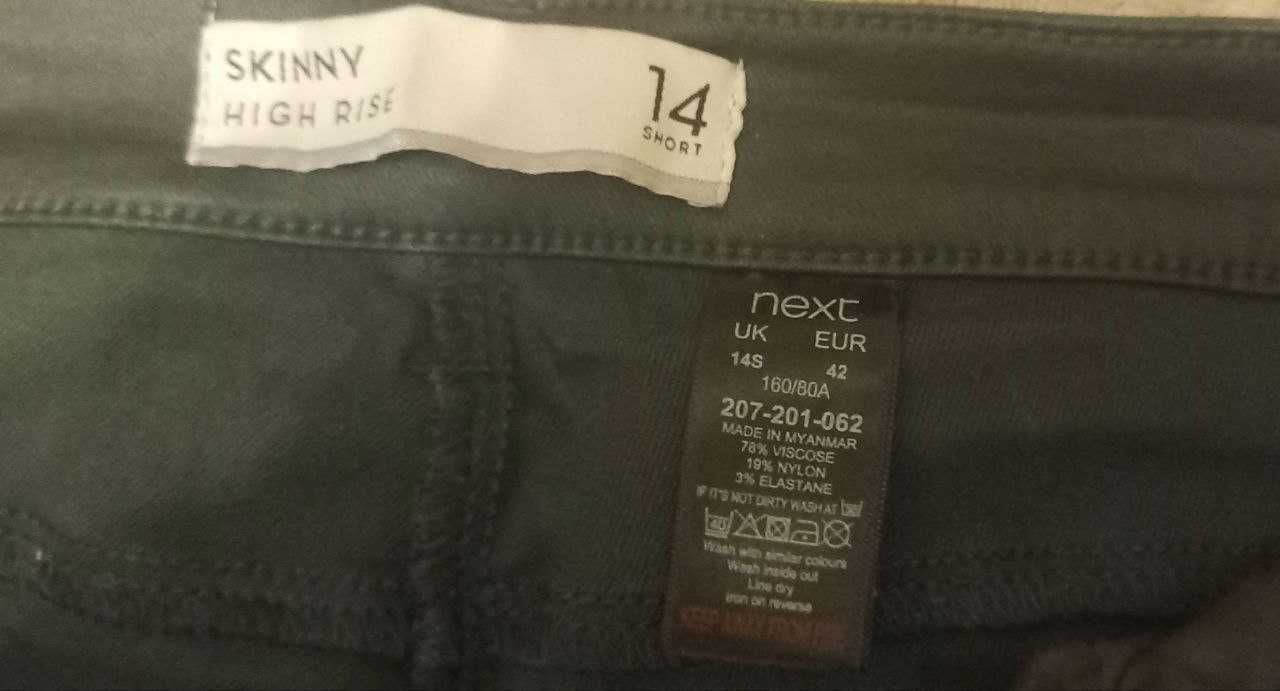 SKINNY
HIGH RISE
14
SHORT
next
UK EUR
14S 42
160/80A
207-201-062
MADE IN MYANMAR
78% VISCOSE
19% NYLON
3% ELASTANE
IF IT'S NOT DIRTY WASH AT 30
40
Wash with similar colours
Wash inside out
Line dry
Iron on reverse
KEEP AWAY FROM FIRE